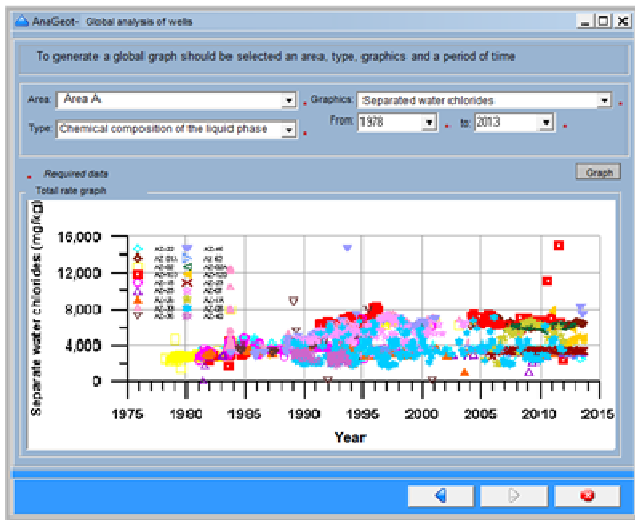 AnaGeot- Global analysis of wells
To generate a global graph should be selected an area, type, graphics and a period of time
Area: Area A.
Graphics: Separated water chlorides
Type: Chemical composition of the liquid phase
From: 1978 to: 2013
Required data
Graph
Total rate graph
Separate water chlorides (mg/kg)
16,000
12,000
8,000
4,000
0
1975 1980 1985 1990 1995 2000 2005 2010 2015
Year